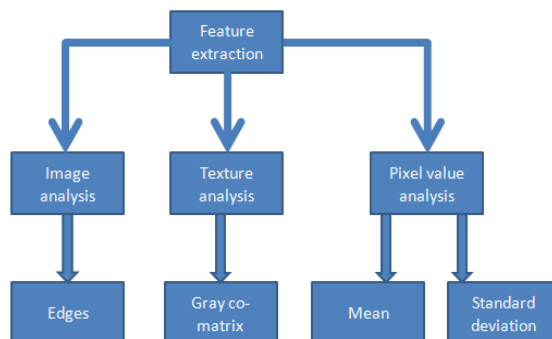 Feature
extraction
Image
analysis
Texture
analysis
Pixel value
analysis
Edges
Gray co-
matrix
Mean
Standard
deviation